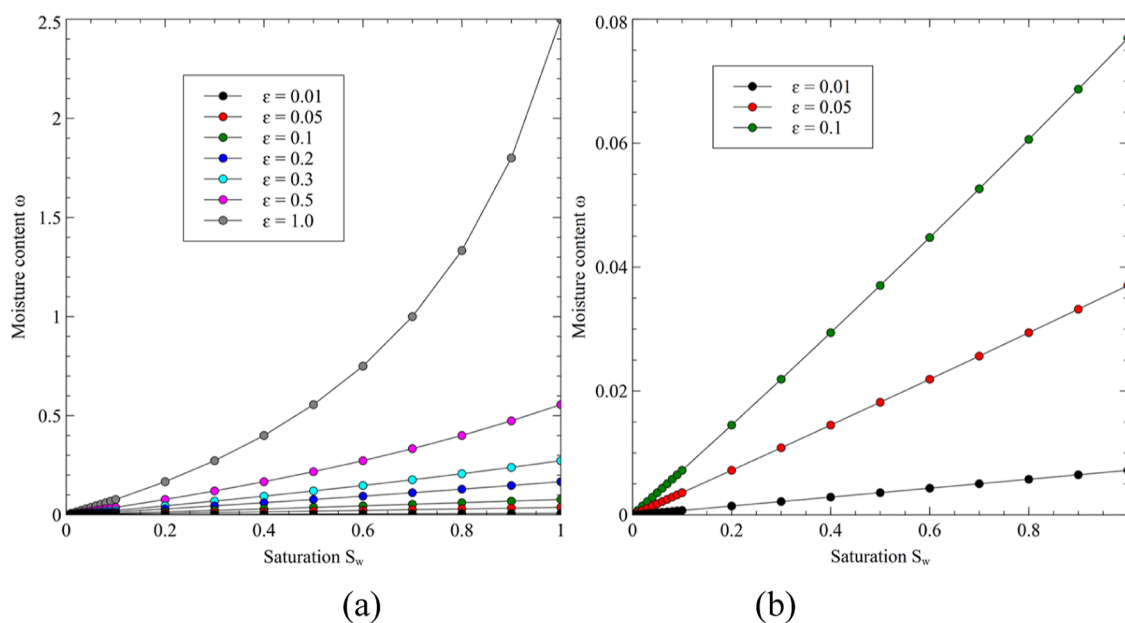 2.5
2
1.5
1
0.5
0
0 0.2 0.4 0.6 0.8 1
Moisture content ω
Saturation S_w
ε = 0.01
ε = 0.05
ε = 0.1
ε = 0.2
ε = 0.3
ε = 0.5
ε = 1.0
(a)
0.08
0.06
0.04
0.02
0
0 0.2 0.4 0.6 0.8
Moisture content ω
Saturation S_w
ε = 0.01
ε = 0.05
ε = 0.1
(b)